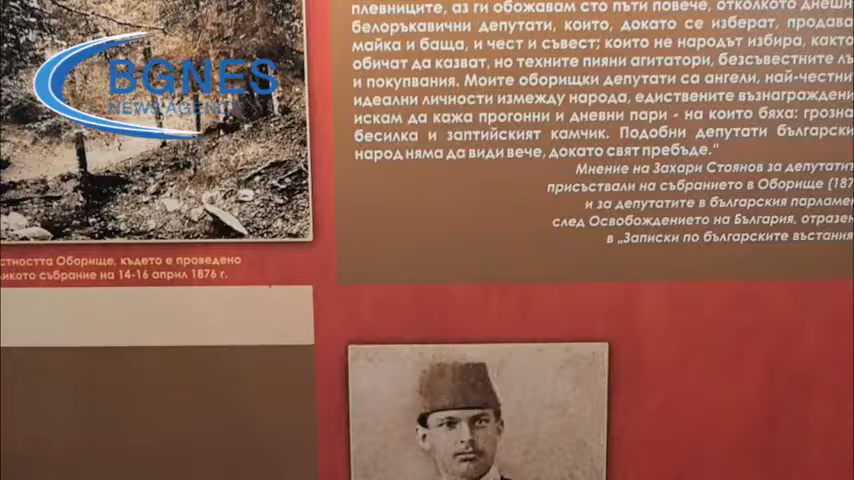 BGNES
NEWS AGENCY
плевниците, аз ги обожавам сто пъти повече, отколкото днешн
белоръкавични депутати, които, докато се изберат, продава
майка и баща, и чест и съвест; които не народът избира, както
обичат да казват, но техните пияни агитатори, безсъвестните лъ
и покупвания. Моите оборищки депутати са ангели, най-честни
идеални личности измежду народа, единствените възнаграждени
искам да кажа прогонни и дневни пари - на които бяха: грозна
бесилка и заптийският камчик. Подобни депутати български
народ няма да види вече, докато свят пребъде."
Мнение на Захари Стоянов за депутатит
присъствали на събранието в Оборище (187
и за депутатите в българския парламен
след Освобождението на България, отразен
в „Записки по българските въстания
стността Оборище, където е проведено
ликото събрание на 14-16 април 1876 г.